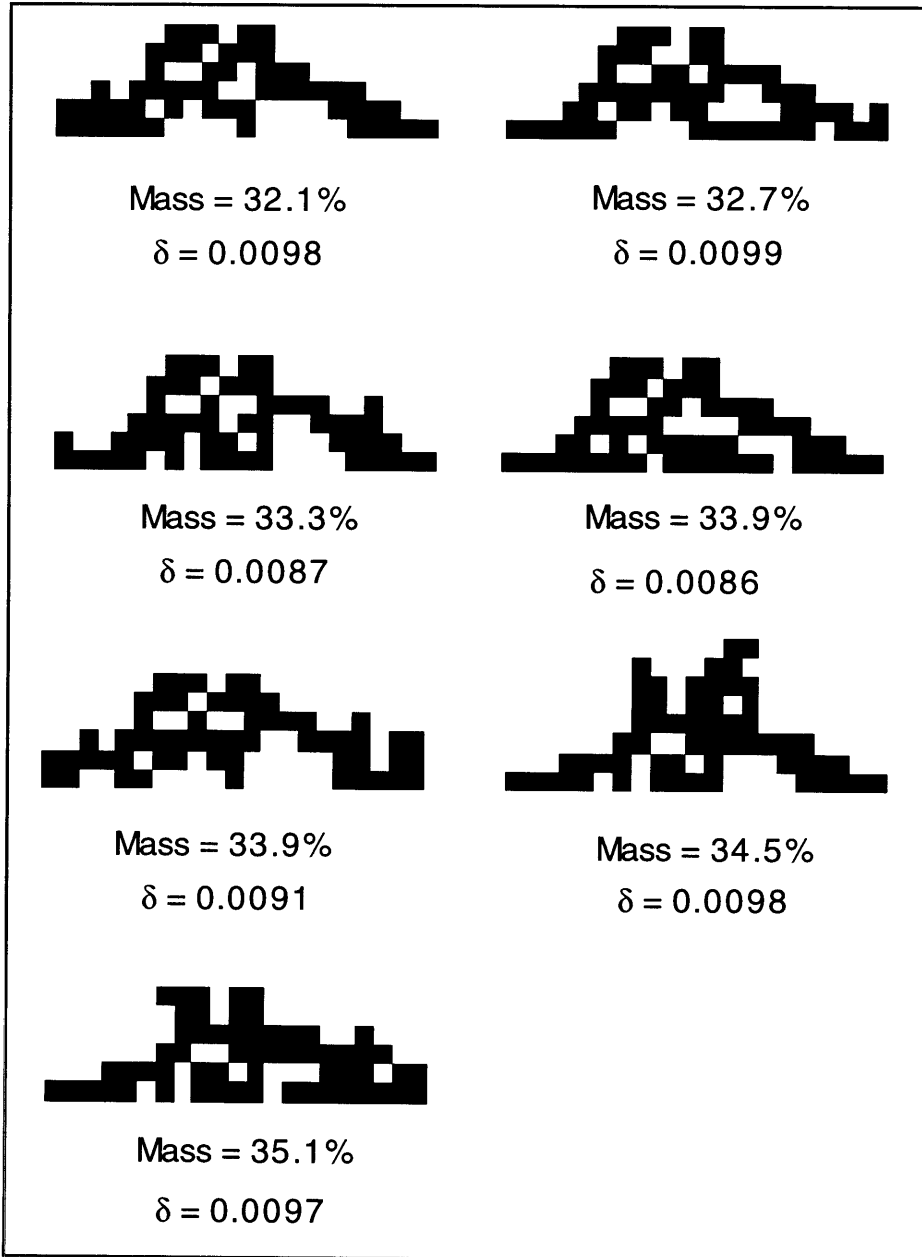 Mass = 32.1%
δ = 0.0098
Mass = 32.7%
δ = 0.0099
Mass = 33.3%
δ = 0.0087
Mass = 33.9%
δ = 0.0086
Mass = 33.9%
δ = 0.0091
Mass = 34.5%
δ = 0.0098
Mass = 35.1%
δ = 0.0097